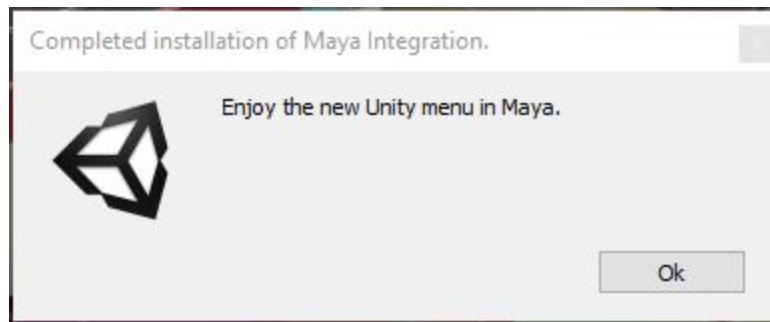 Completed installation of Maya Integration.
Enjoy the new Unity menu in Maya.
Ok